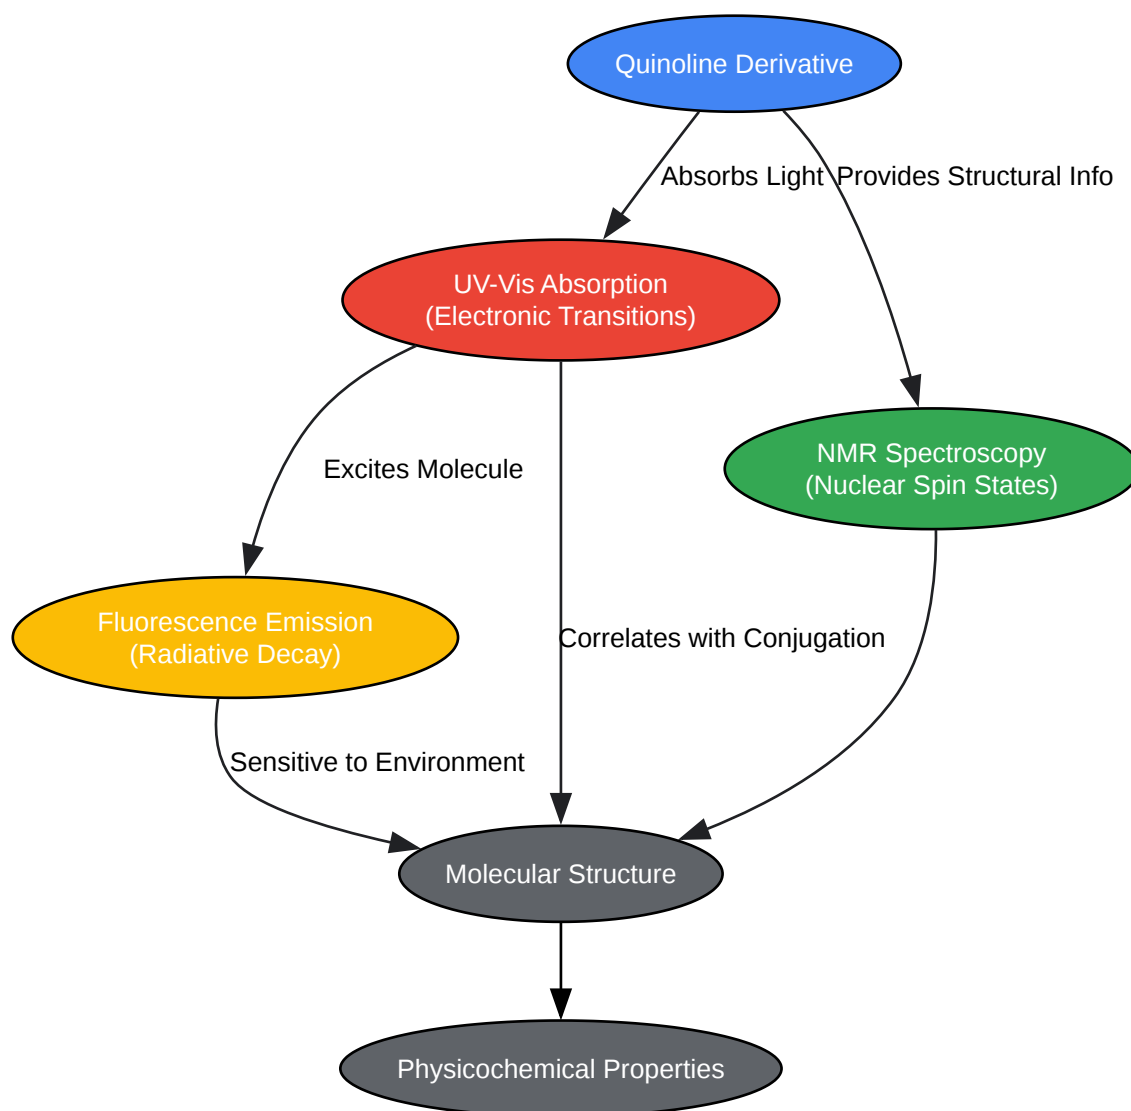 Quinoline Derivative
Absorbs Light
Provides Structural Info
UV-Vis Absorption
(Electronic Transitions)
NMR Spectroscopy
(Nuclear Spin States)
Excites Molecule
Fluorescence Emission
(Radiative Decay)
Correlates with Conjugation
Sensitive to Environment
Molecular Structure
Physicochemical Properties